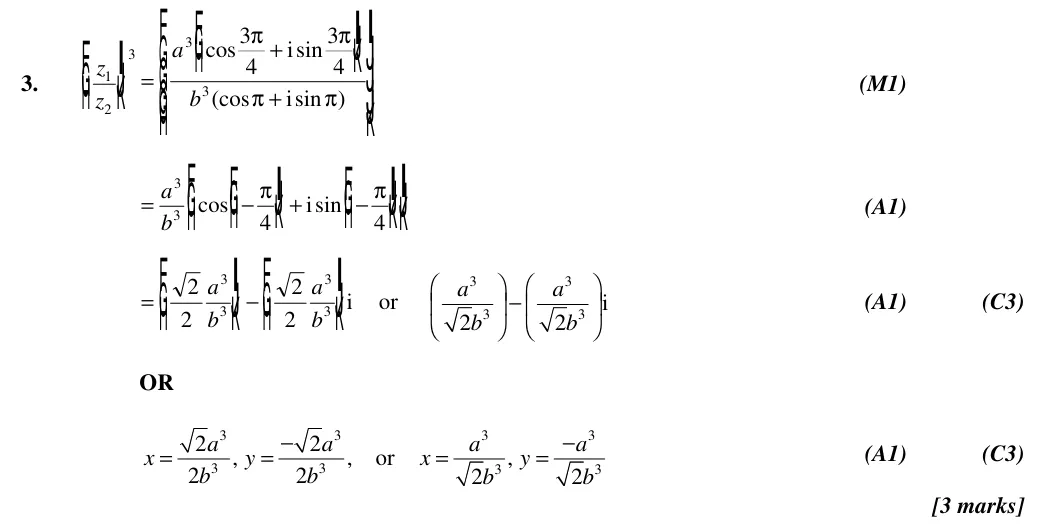 3. (z₁/z₂)³ = (a³(cos 3π/4 + i sin 3π/4) / b³(cos π + i sin π)) (M1)
= a³/b³ (cos(−π/4) + i sin(−π/4)) (A1)
= (√2/2 a³/b³) − (√2/2 a³/b³)i or (a³/√2b³) − (a³/√2b³)i (A1) (C3)
OR
x = √2a³/2b³, y = −√2a³/2b³, or x = a³/√2b³, y = −a³/√2b³ (A1) (C3)
[3 marks]